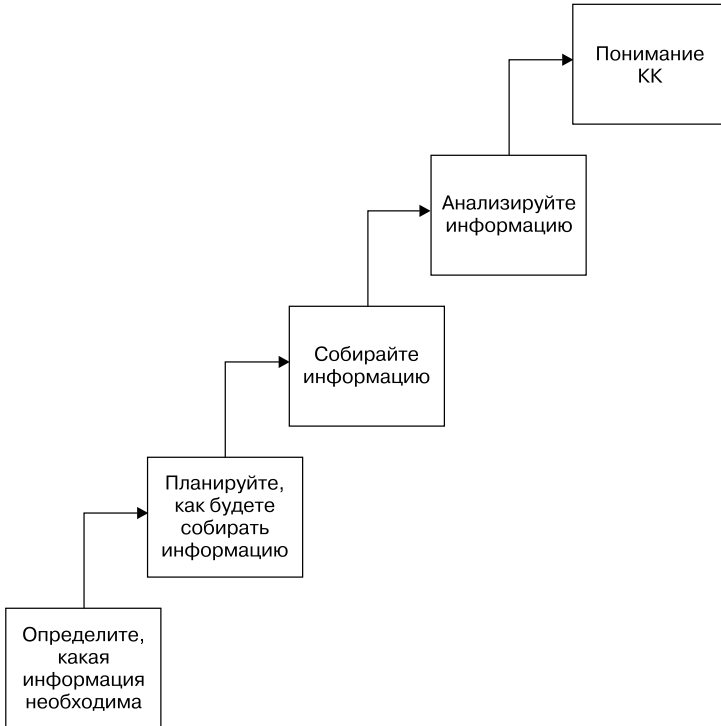 Понимание
КК
Анализируйте
информацию
Собирайте
информацию
Планируйте,
как будете
собирать
информацию
Определите,
какая
информация
необходима